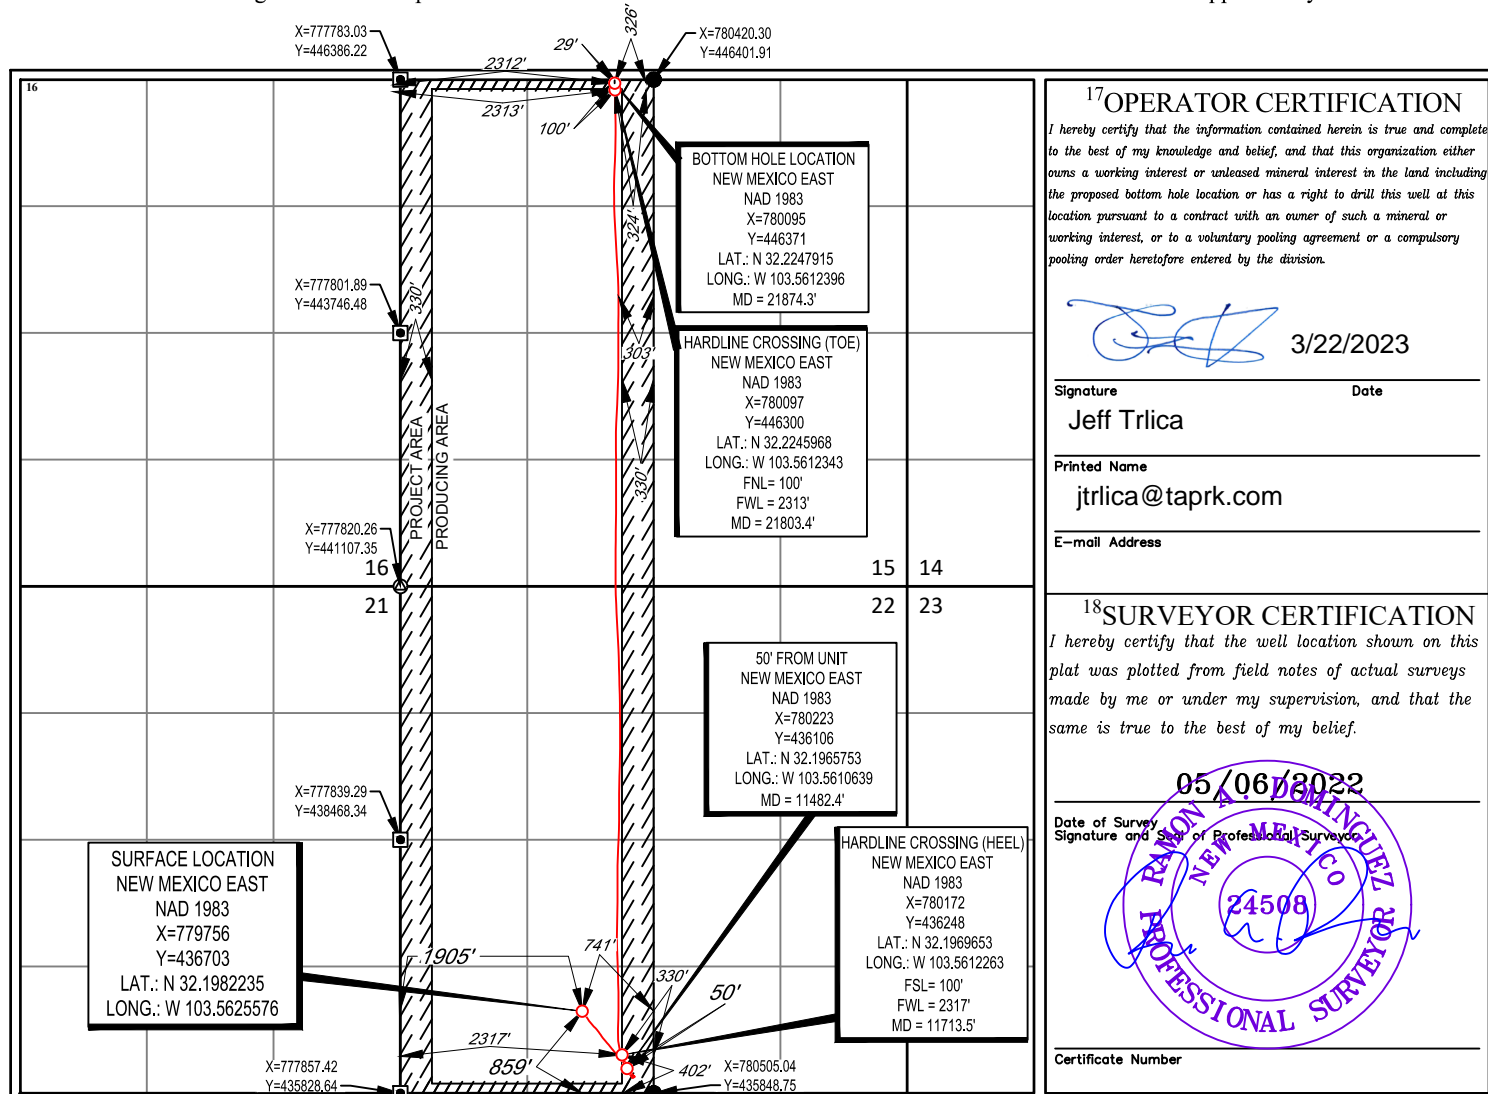 X=777783.03
Y=446386.22
2312'
29'
326'
X=780420.30
Y=446401.91
16
2313'
100'
324'
BOTTOM HOLE LOCATION
NEW MEXICO EAST
NAD 1983
X=780095
Y=446371
LAT.: N 32.2247915
LONG.: W 103.5612396
MD = 21874.3'
X=777801.89
Y=443746.48
330'
303'
HARDLINE CROSSING (TOE)
NEW MEXICO EAST
NAD 1983
X=780097
Y=446300
LAT.: N 32.2245968
LONG.: W 103.5612343
FNL= 100'
FWL = 2313'
MD = 21803.4'
330'
PROJECT AREA
PRODUCING AREA
X=777820.26
Y=441107.35
16
15
14
21
22
23
50' FROM UNIT
NEW MEXICO EAST
NAD 1983
X=780223
Y=436106
LAT.: N 32.1965753
LONG.: W 103.5610639
MD = 11482.4'
X=777839.29
Y=438468.34
SURFACE LOCATION
NEW MEXICO EAST
NAD 1983
X=779756
Y=436703
LAT.: N 32.1982235
LONG.: W 103.5625576
HARDLINE CROSSING (HEEL)
NEW MEXICO EAST
NAD 1983
X=780172
Y=436248
LAT.: N 32.1969653
LONG.: W 103.5612263
FSL= 100'
FWL = 2317'
MD = 11713.5'
1905'
741'
330'
50'
2317'
859'
402'
X=777857.42
Y=435828.64
X=780505.04
Y=435848.75
17OPERATOR CERTIFICATION
I hereby certify that the information contained herein is true and complete
to the best of my knowledge and belief, and that this organization either
owns a working interest or unleased mineral interest in the land including
the proposed bottom hole location or has a right to drill this well at this
location pursuant to a contract with an owner of such a mineral or
working interest, or to a voluntary pooling agreement or a compulsory
pooling order heretofore entered by the division.
3/22/2023
Signature Date
Jeff Trlica
Printed Name
jtrlica@taprk.com
E-mail Address
18SURVEYOR CERTIFICATION
I hereby certify that the well location shown on this
plat was plotted from field notes of actual surveys
made by me or under my supervision, and that the
same is true to the best of my belief.
05/06/2022
Date of Survey
Signature and Seal of Professional Surveyor
RAMON A. DOMINGUEZ
NEW MEXICO
24508
PROFESSIONAL SURVEYOR
Certificate Number